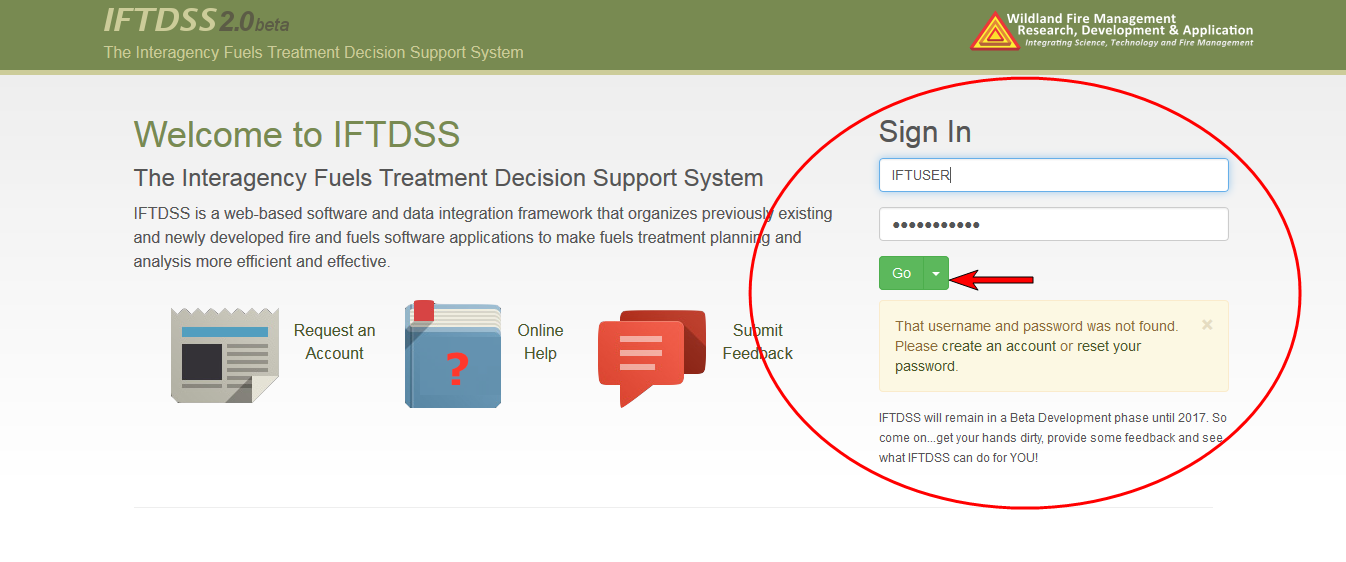 IFTDSS 2.0 beta
The Interagency Fuels Treatment Decision Support System
Wildland Fire Management
Research, Development & Application
Integrating Science, Technology and Fire Management
Welcome to IFTDSS
The Interagency Fuels Treatment Decision Support System
IFTDSS is a web-based software and data integration framework that organizes previously existing
and newly developed fire and fuels software applications to make fuels treatment planning and
analysis more efficient and effective.
Request an
Account
?
Online
Help
Submit
Feedback
Sign In
IFTUSER
•••••••••••
Go
That username and password was not found.
Please create an account or reset your
password.
×
IFTDSS will remain in a Beta Development phase until 2017. So
come on...get your hands dirty, provide some feedback and see
what IFTDSS can do for YOU!